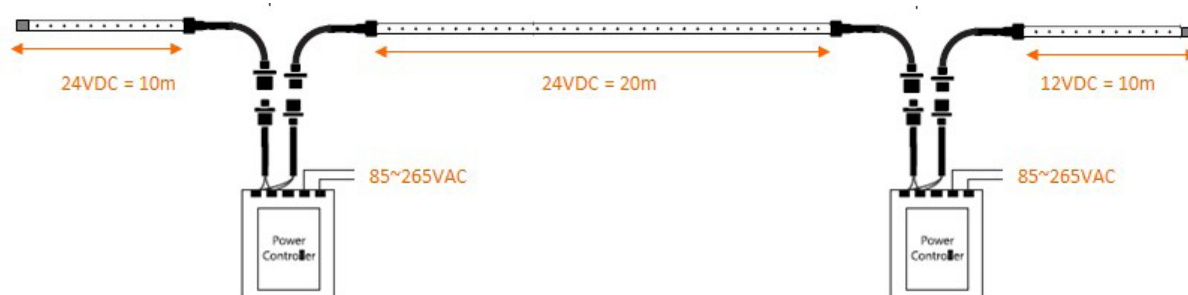 24VDC = 10m
24VDC = 20m
12VDC = 10m
85~265VAC
85~265VAC
Power
Controller
Power
Controller